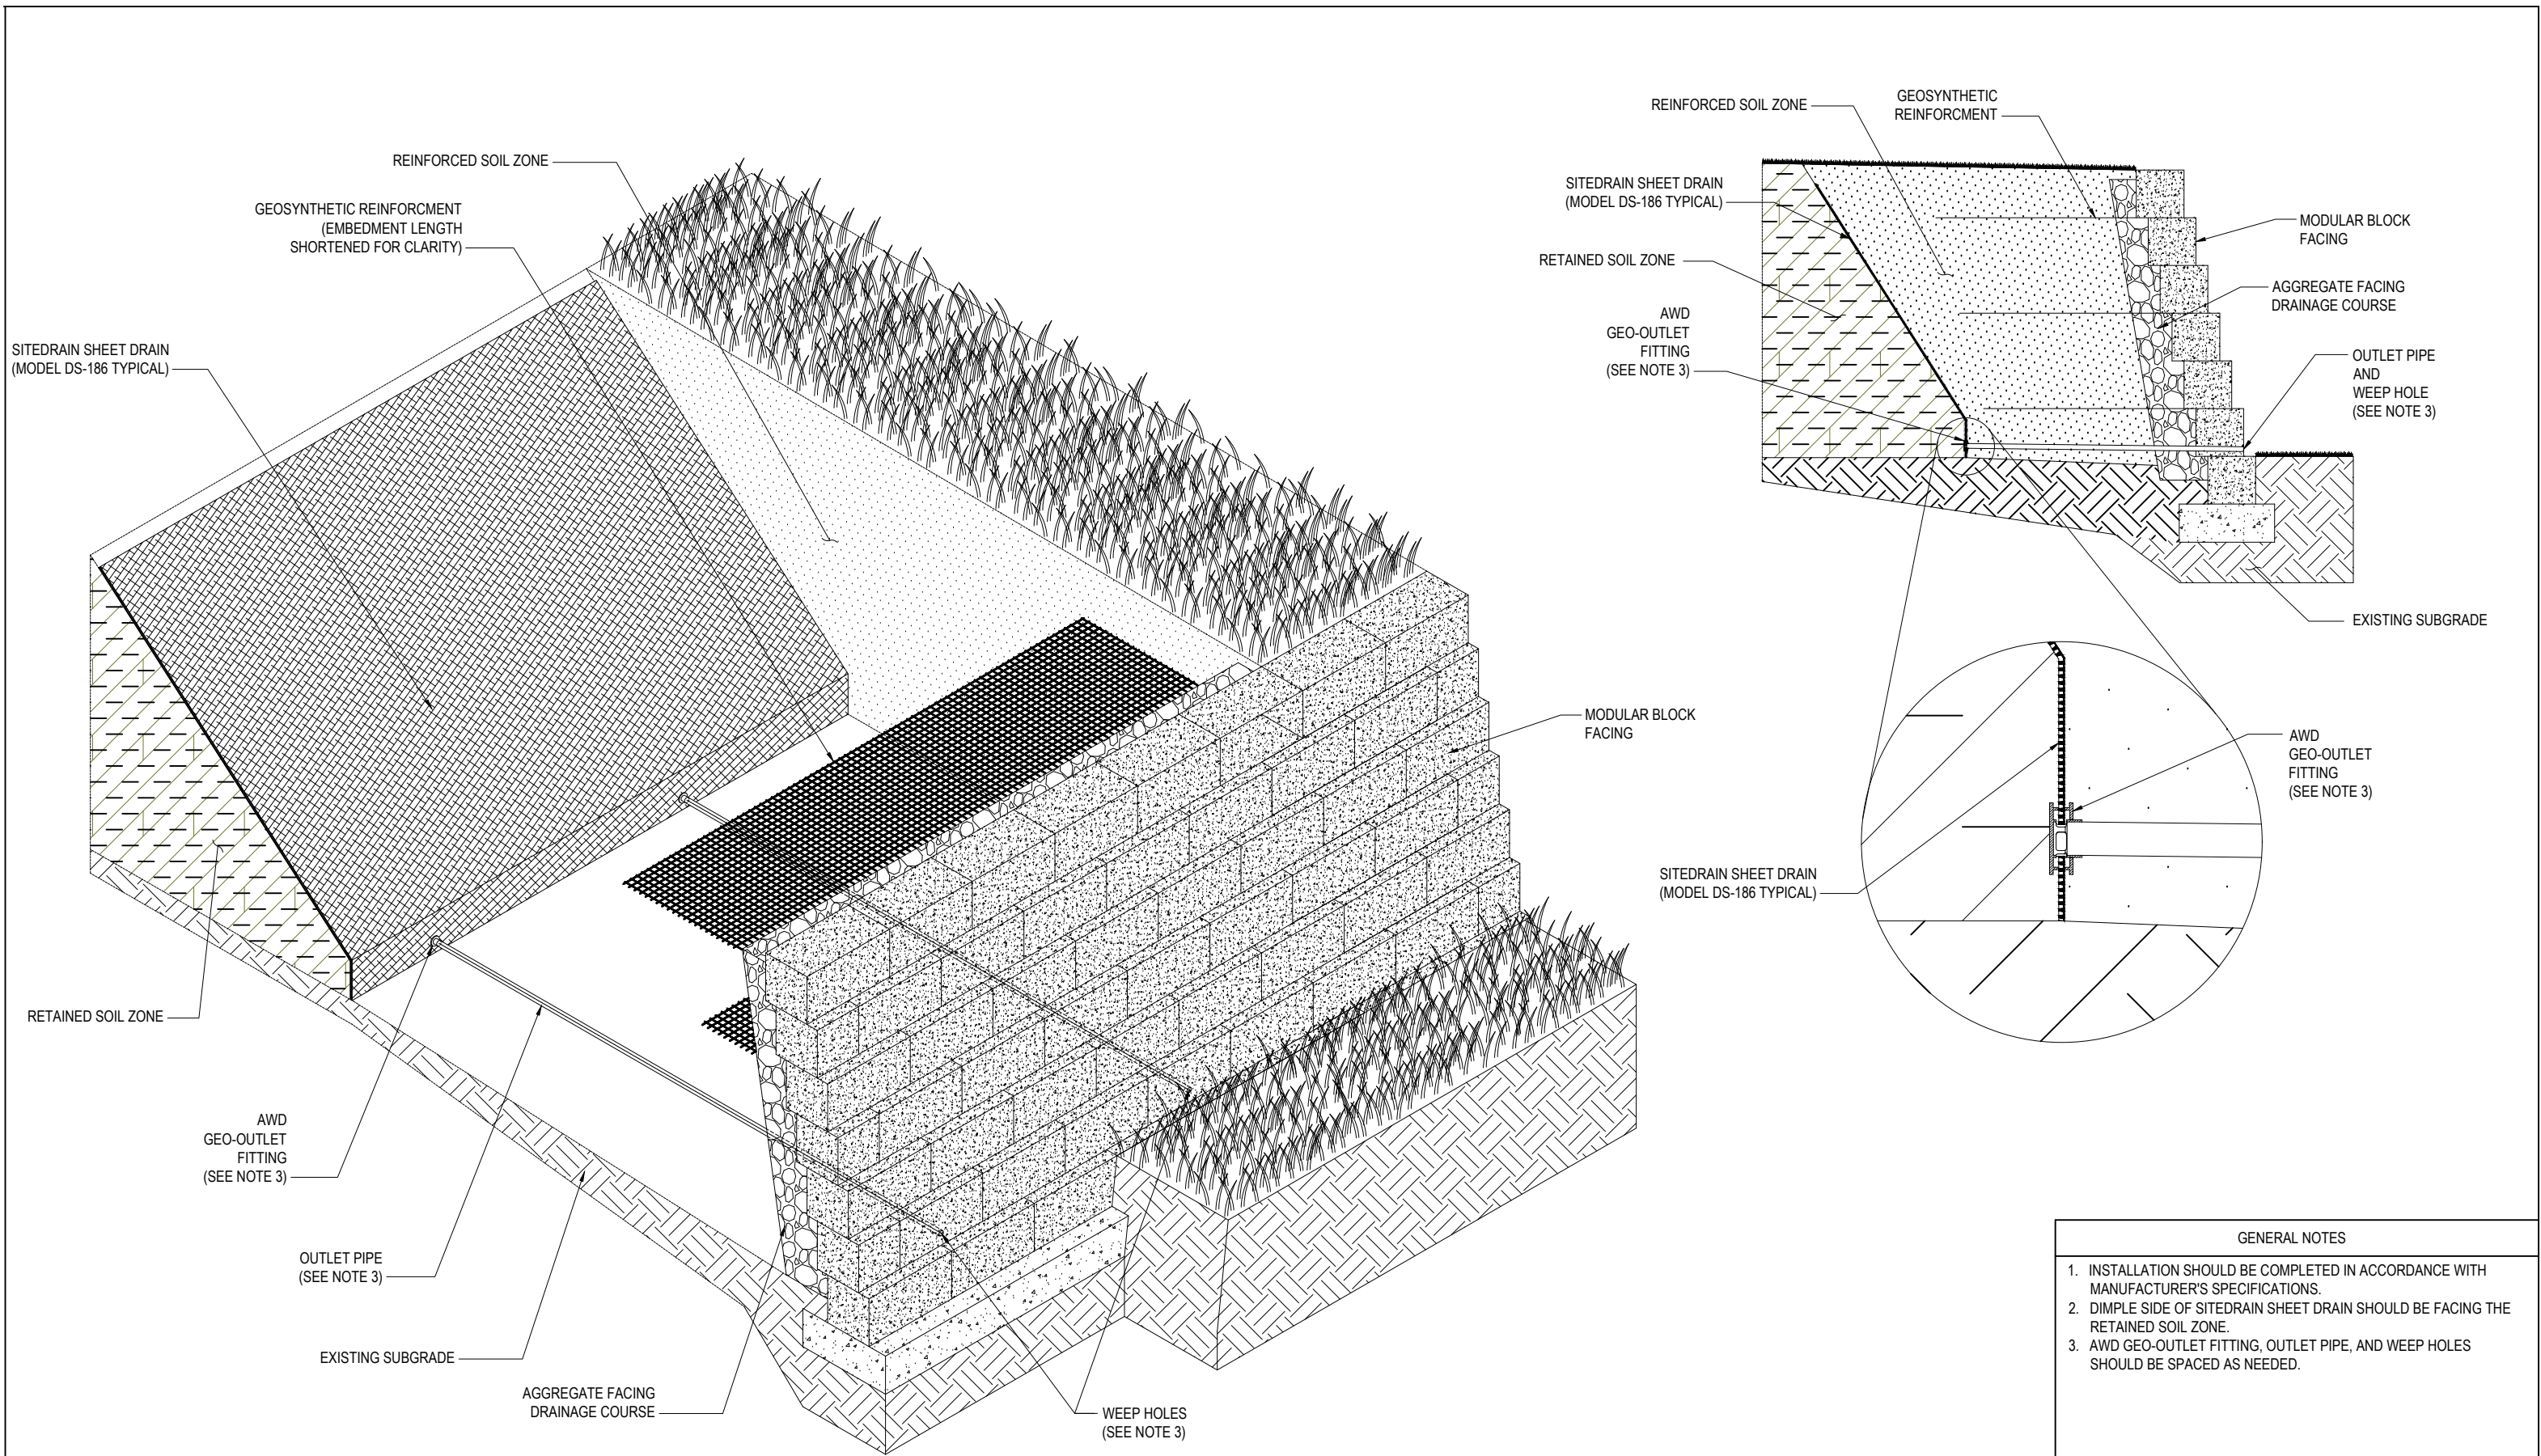 REINFORCED SOIL ZONE
GEOSYNTHETIC REINFORCMENT
(EMBEDMENT LENGTH
SHORTENED FOR CLARITY)
SITEDRAIN SHEET DRAIN
(MODEL DS-186 TYPICAL)
RETAINED SOIL ZONE
AWD
GEO-OUTLET
FITTING
(SEE NOTE 3)
OUTLET PIPE
(SEE NOTE 3)
EXISTING SUBGRADE
AGGREGATE FACING
DRAINAGE COURSE
WEEP HOLES
(SEE NOTE 3)
MODULAR BLOCK
FACING
REINFORCED SOIL ZONE
GEOSYNTHETIC
REINFORCMENT
SITEDRAIN SHEET DRAIN
(MODEL DS-186 TYPICAL)
RETAINED SOIL ZONE
AWD
GEO-OUTLET
FITTING
(SEE NOTE 3)
MODULAR BLOCK
FACING
AGGREGATE FACING
DRAINAGE COURSE
OUTLET PIPE
AND
WEEP HOLE
(SEE NOTE 3)
EXISTING SUBGRADE
AWD
GEO-OUTLET
FITTING
(SEE NOTE 3)
SITEDRAIN SHEET DRAIN
(MODEL DS-186 TYPICAL)
GENERAL NOTES
1. INSTALLATION SHOULD BE COMPLETED IN ACCORDANCE WITH
MANUFACTURER'S SPECIFICATIONS.
2. DIMPLE SIDE OF SITEDRAIN SHEET DRAIN SHOULD BE FACING THE
RETAINED SOIL ZONE.
3. AWD GEO-OUTLET FITTING, OUTLET PIPE, AND WEEP HOLES
SHOULD BE SPACED AS NEEDED.